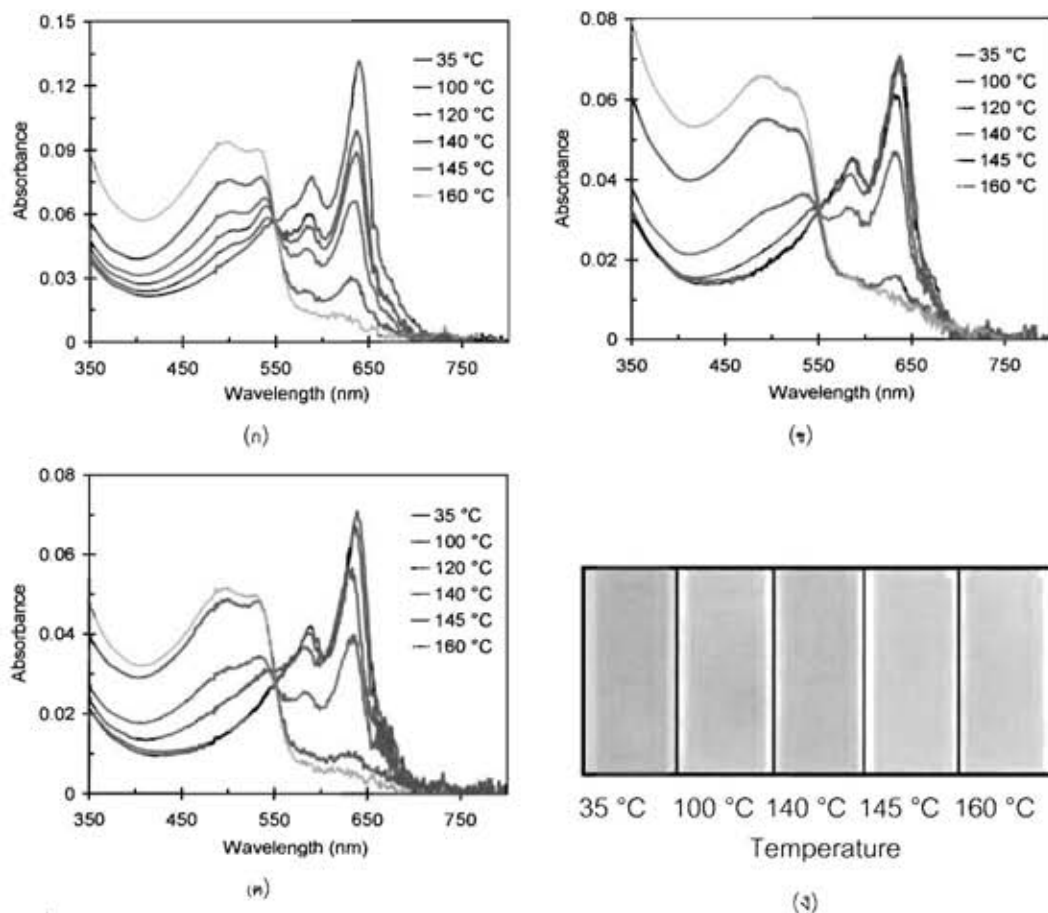 0.15
0.12
0.09
0.06
0.03
0
Absorbance
35 °C
100 °C
120 °C
140 °C
145 °C
160 °C
350 450 550 650 750
Wavelength (nm)
(ก)
0.08
0.06
0.04
0.02
0
Absorbance
35 °C
100 °C
120 °C
140 °C
145 °C
160 °C
350 450 550 650 750
Wavelength (nm)
(ข)
0.08
0.06
0.04
0.02
0
Absorbance
35 °C
100 °C
120 °C
140 °C
145 °C
160 °C
350 450 550 650 750
Wavelength (nm)
(ค)
35 °C 100 °C 140 °C 145 °C 160 °C
Temperature
(ง)